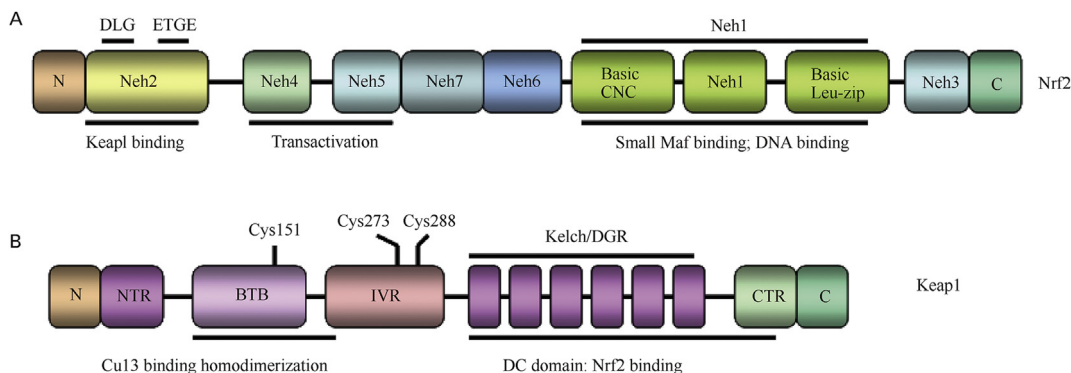 A
DLG ETGE
Neh1
N Neh2 Neh4 Neh5 Neh7 Neh6 Basic CNC Neh1 Basic Leu-zip Neh3 C Nrf2
Keapl binding Transactivation Small Maf binding; DNA binding
B
Cys151 Cys273 Cys288
Kelch/DGR
N NTR BTB IVR CTR C Keap1
Cu13 binding homodimerization DC domain: Nrf2 binding